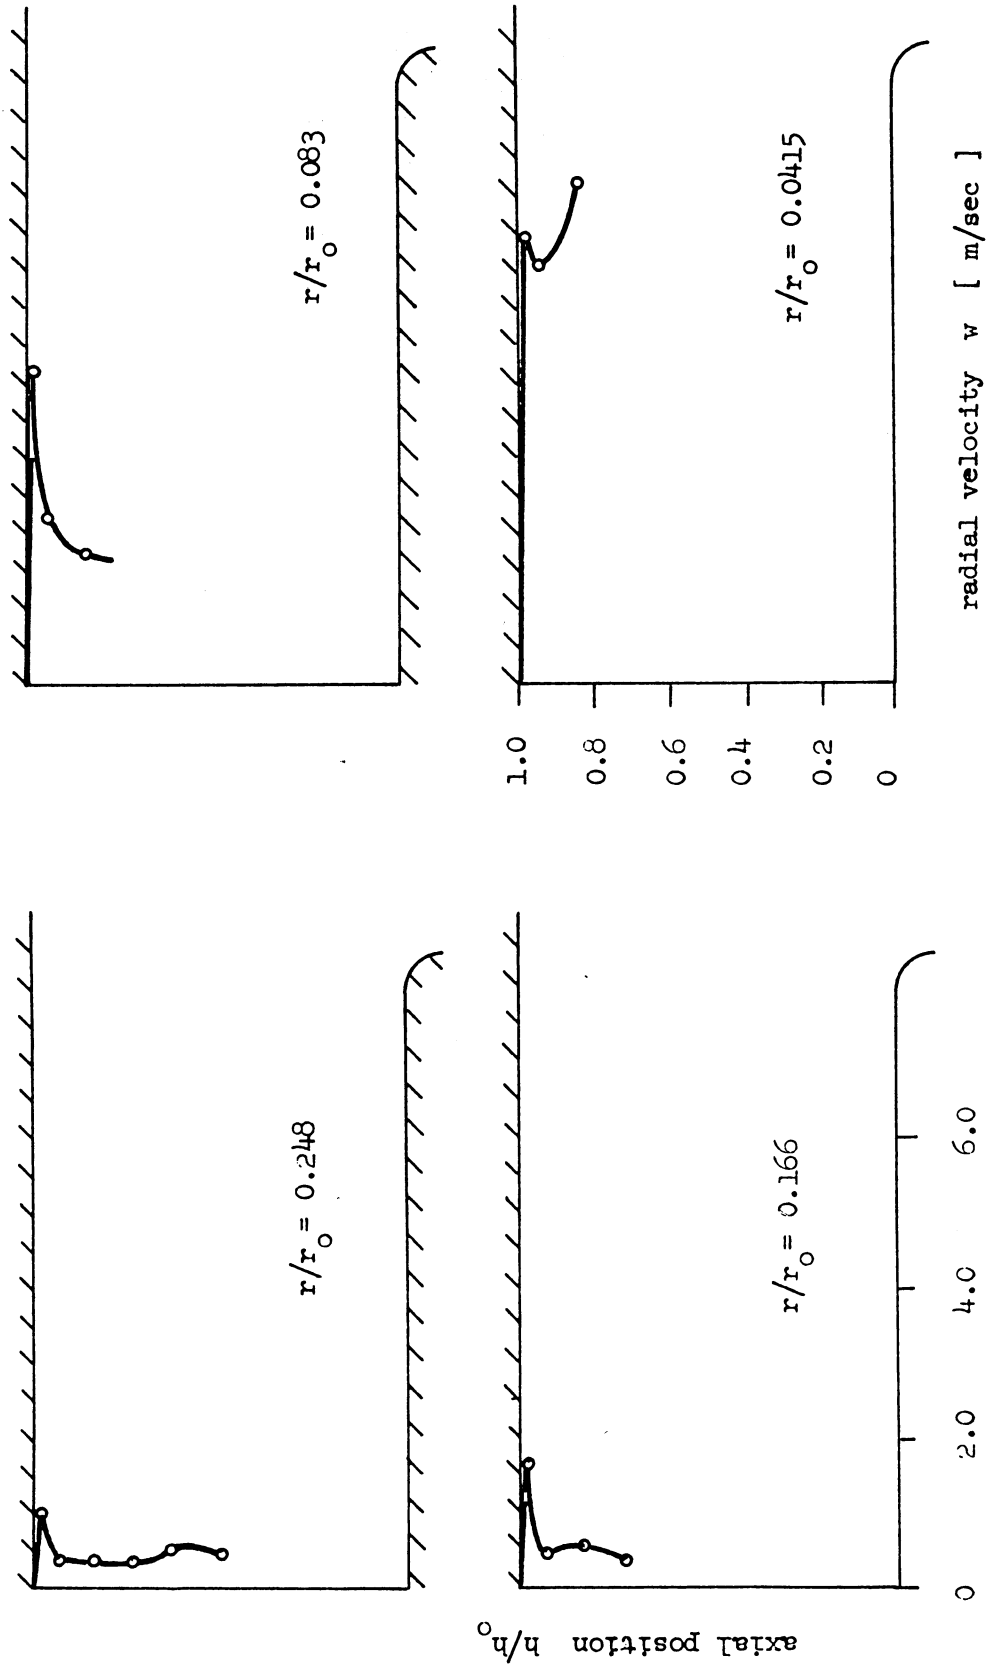 r/r₀ = 0.248
r/r₀ = 0.083
r/r₀ = 0.166
r/r₀ = 0.0415
axial position h/h₀
1.0
0.8
0.6
0.4
0.2
0
0
2.0
4.0
6.0
radial velocity w [ m/sec ]